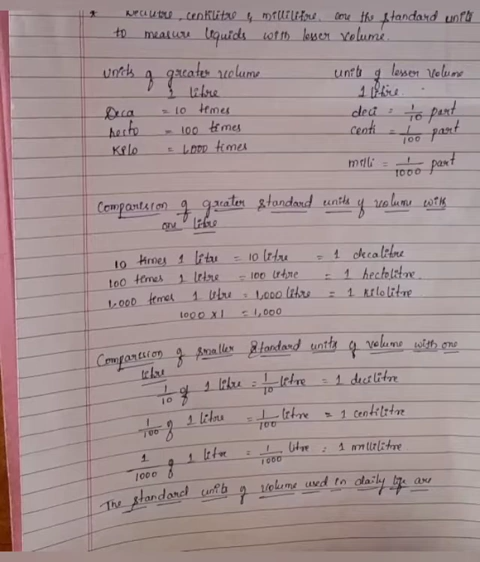 * Decilitre, centilitre & millilitre are the standard units
to measure liquids with lesser volume.
units of greater volume
1 litre
Deca = 10 times
hecto = 100 times
Kilo = 1,000 times
units of lesser volume
1 litre
deci = 1/10 part
centi = 1/100 part
milli = 1/1000 part
Comparision of greater standard units of volume with
one litre
10 times 1 litre = 10 litre = 1 decalitre
100 times 1 litre = 100 litre = 1 hectolitre.
1,000 times 1 litre = 1,000 litre = 1 kilolitre
1000 x 1 = 1,000
Comparision of smaller standard units of volume with one
litre
1/10 of 1 litre = 1/10 litre = 1 decilitre
1/100 of 1 litre = 1/100 litre = 1 centilitre
1/1000 of 1 litre = 1/1000 litre = 1 millilitre
The standard units of volume used in daily life are